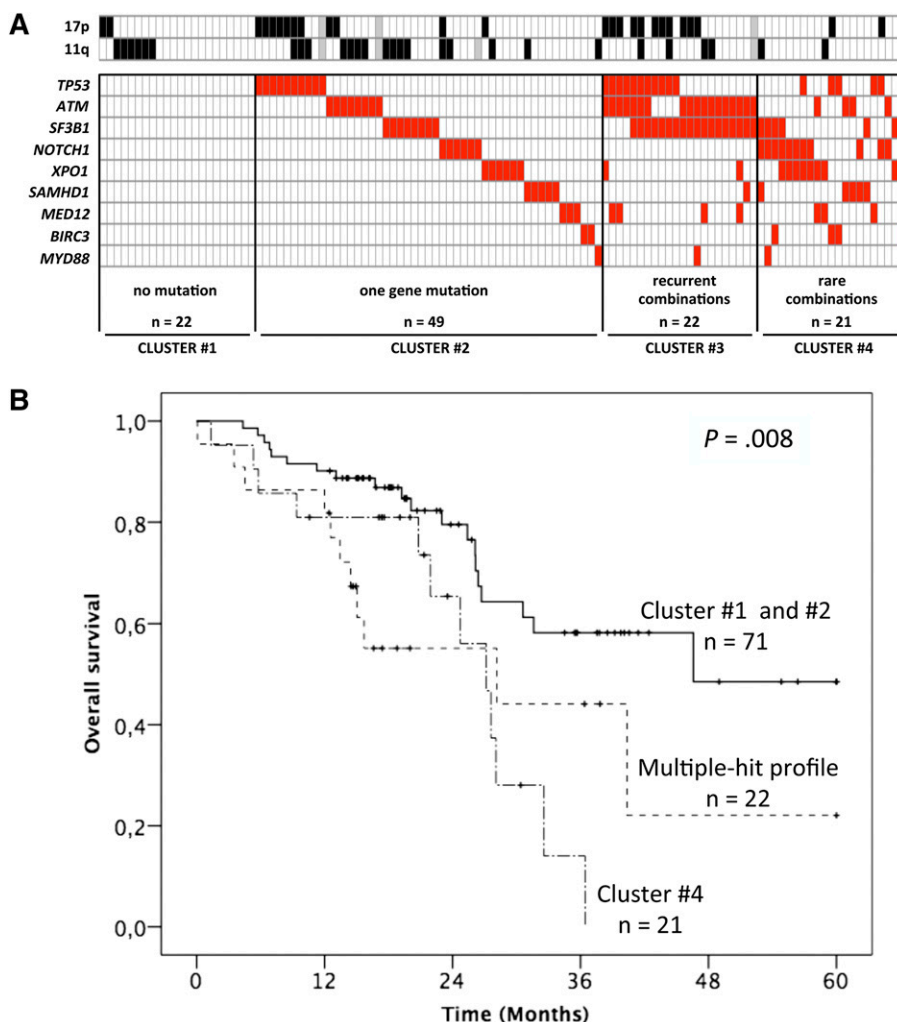 A
17p
11q
TP53
ATM
SF3B1
NOTCH1
XPO1
SAMHD1
MED12
BIRC3
MYD88
no mutation
n = 22
CLUSTER #1
one gene mutation
n = 49
CLUSTER #2
recurrent
combinations
n = 22
CLUSTER #3
rare
combinations
n = 21
CLUSTER #4
B
P = .008
Overall survival
1,0
0,8
0,6
0,4
0,2
0,0
Cluster #1 and #2
n = 71
Multiple-hit profile
n = 22
Cluster #4
n = 21
0
12
24
36
48
60
Time (Months)